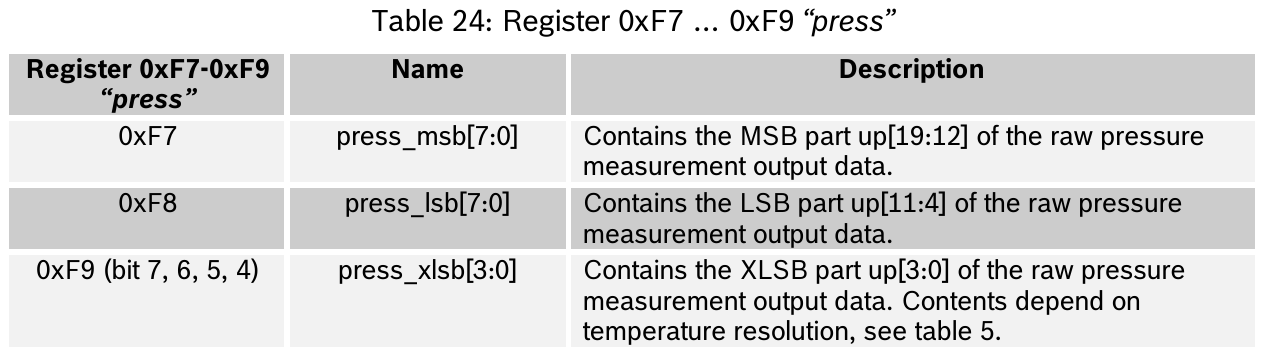 Table 24: Register 0xF7 … 0xF9 “press”
Register 0xF7-0xF9 “press” Name Description
0xF7 press_msb[7:0] Contains the MSB part up[19:12] of the raw pressure
measurement output data.
0xF8 press_lsb[7:0] Contains the LSB part up[11:4] of the raw pressure
measurement output data.
0xF9 (bit 7, 6, 5, 4) press_xlsb[3:0] Contains the XLSB part up[3:0] of the raw pressure
measurement output data. Contents depend on
temperature resolution, see table 5.